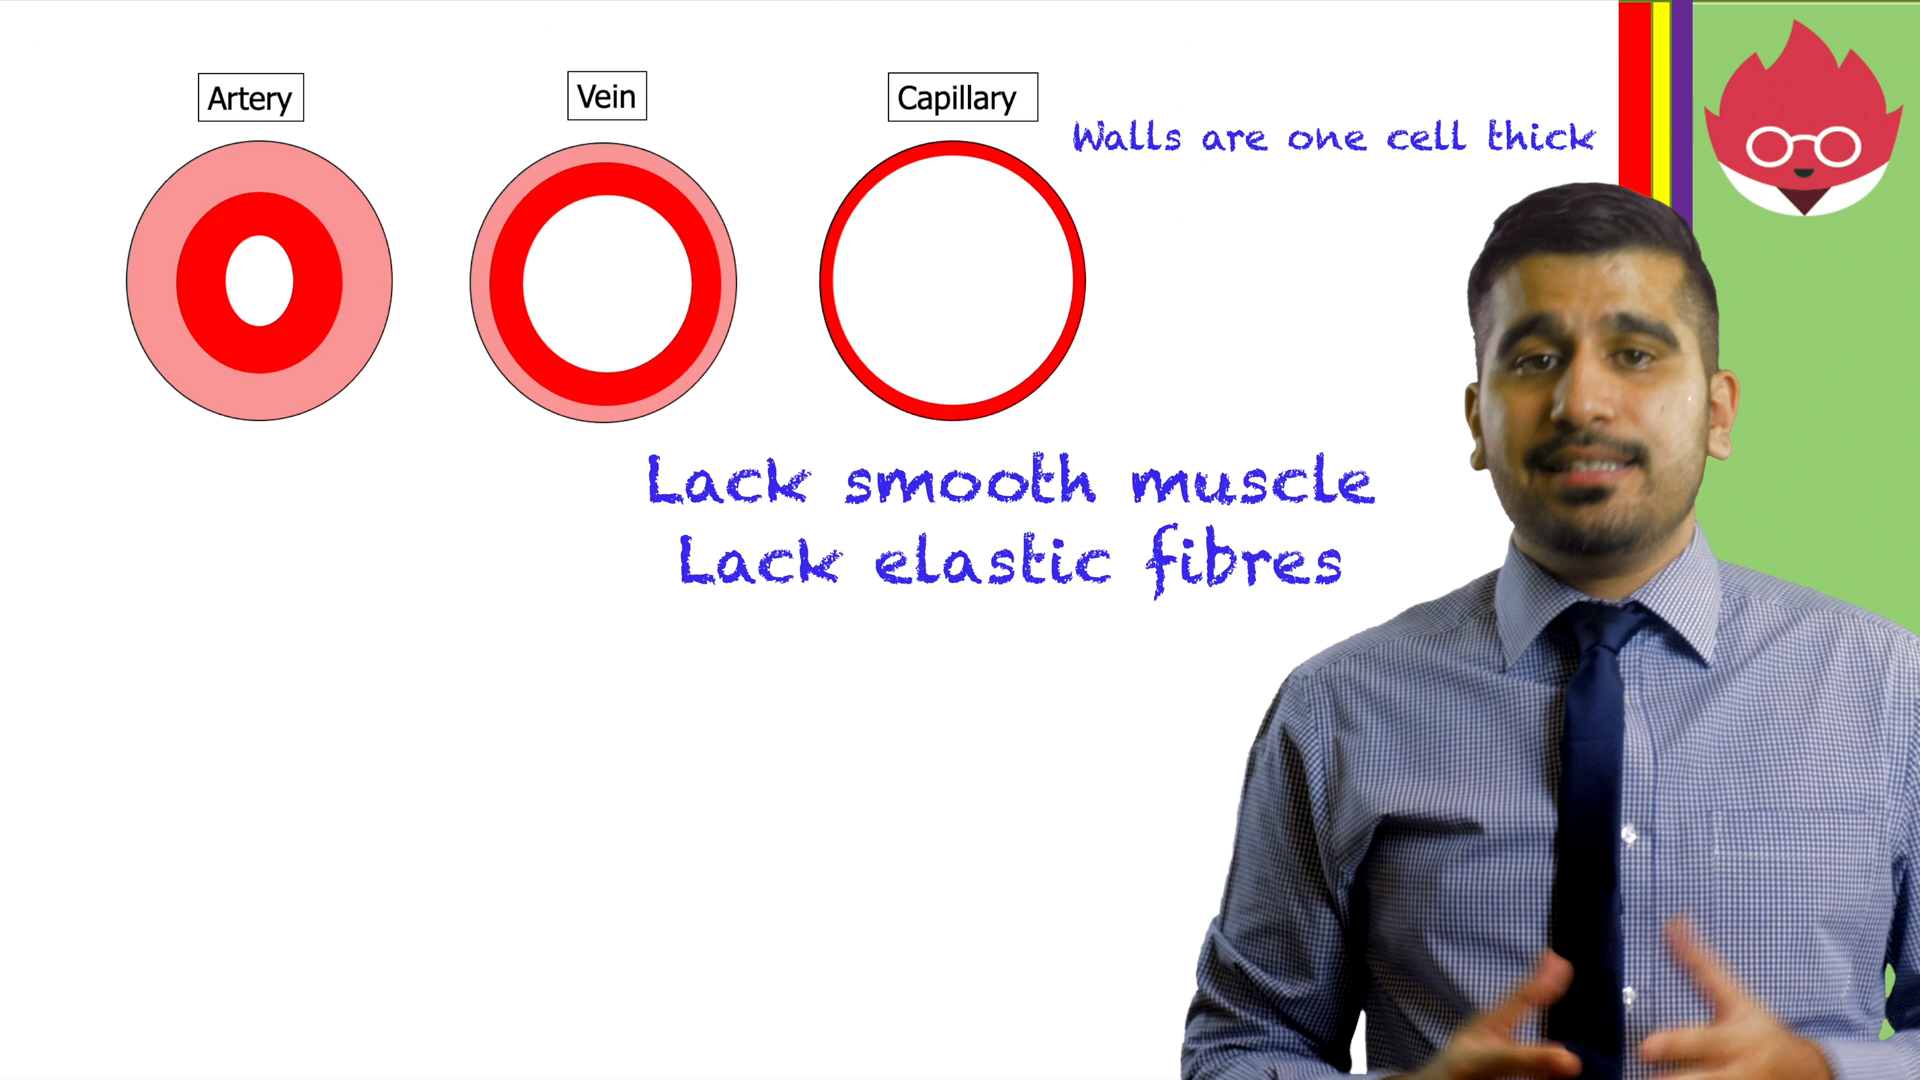 Artery
Vein
Capillary
Walls are one cell thick
Lack smooth muscle
Lack elastic fibres